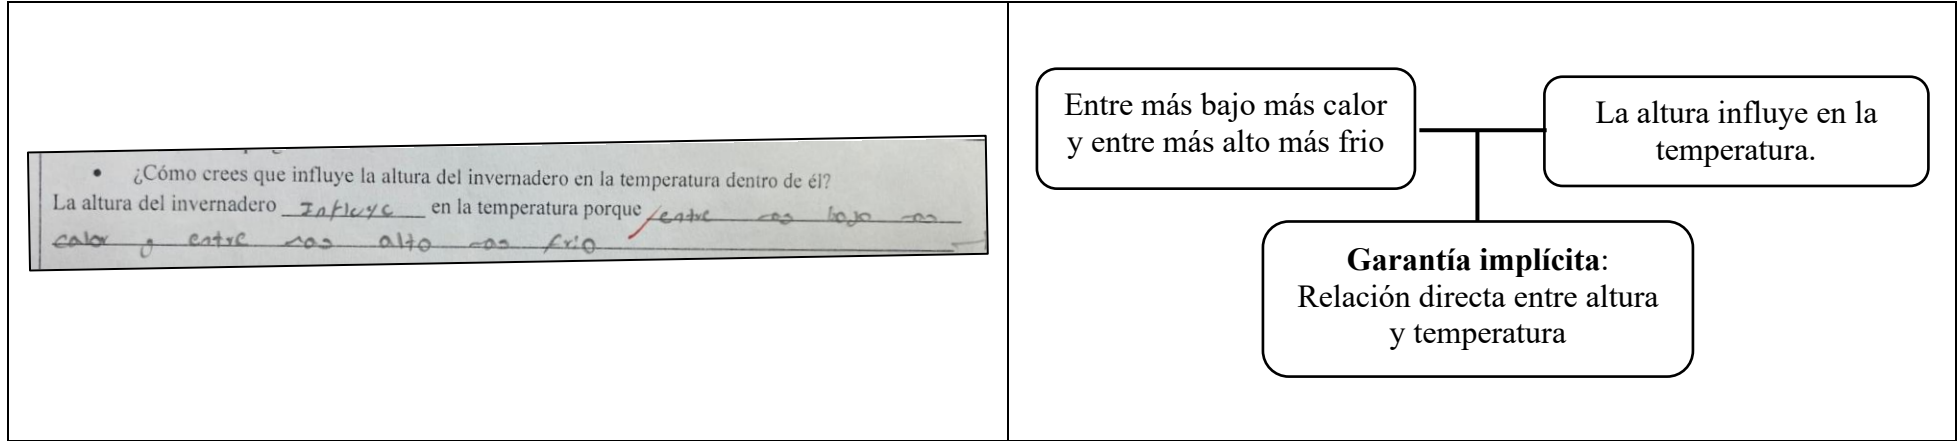 • ¿Cómo crees que influye la altura del invernadero en la temperatura dentro de él?
La altura del invernadero Influye en la temperatura porque entre mas bajo mas
calor y entre mas alto mas frio
Entre más bajo más calor
y entre más alto más frio
La altura influye en la
temperatura.
Garantía implícita:
Relación directa entre altura
y temperatura